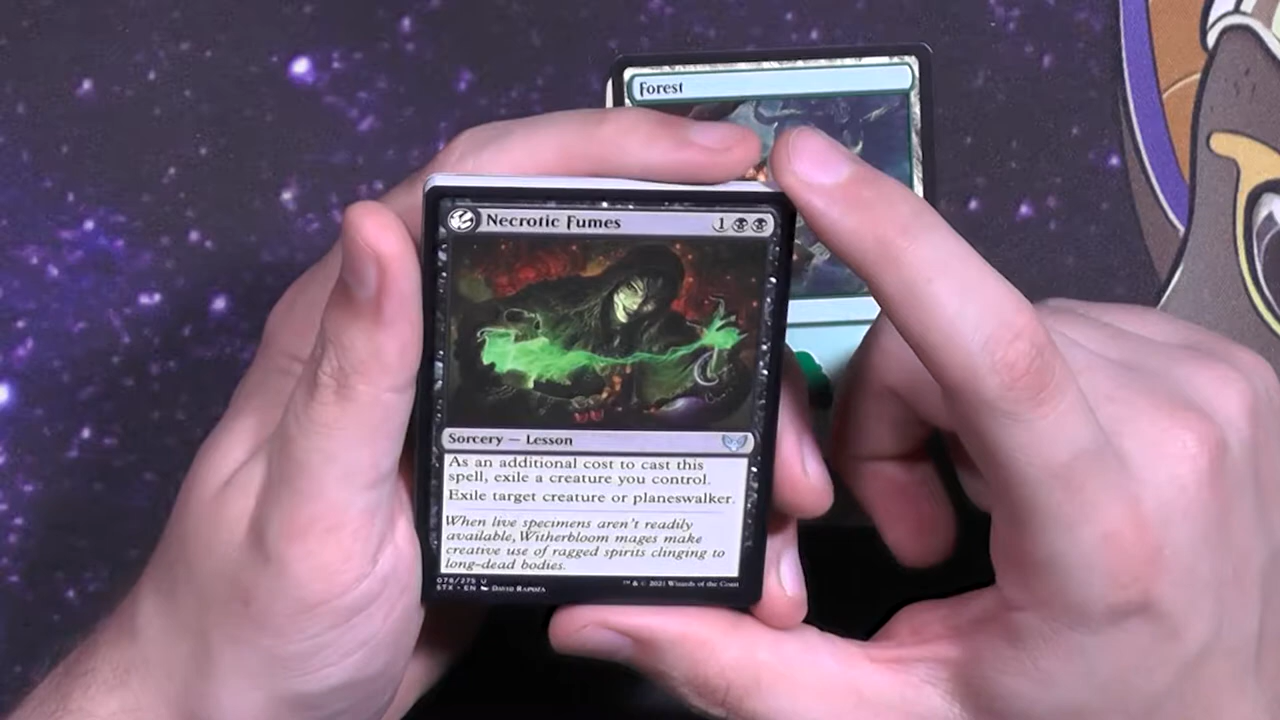 Forest
Necrotic Fumes 1
Sorcery — Lesson
As an additional cost to cast this
spell, exile a creature you control.
Exile target creature or planeswalker.
When live specimens aren't readily
available, Witherbloom mages make
creative use of ragged spirits clinging to
long-dead bodies.
078/275 U
STX • EN DAVID RAPOZA
™ & © 2021 Wizards of the Coast